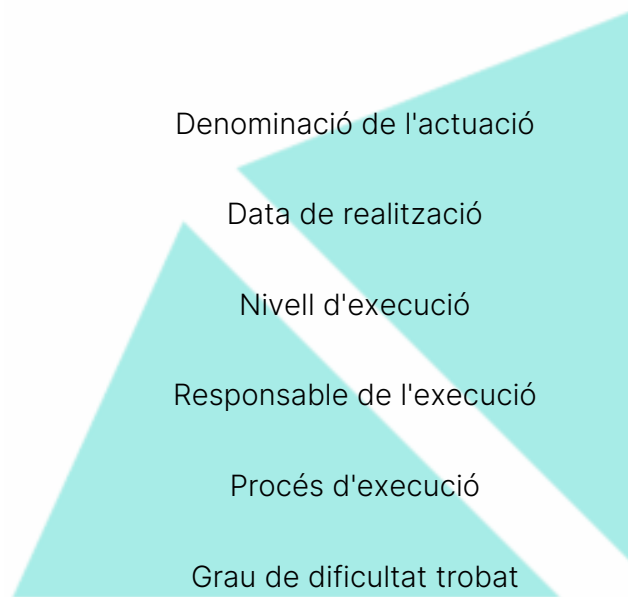 Denominació de l'actuació
Data de realització
Nivell d'execució
Responsable de l'execució
Procés d'execució
Grau de dificultat trobat